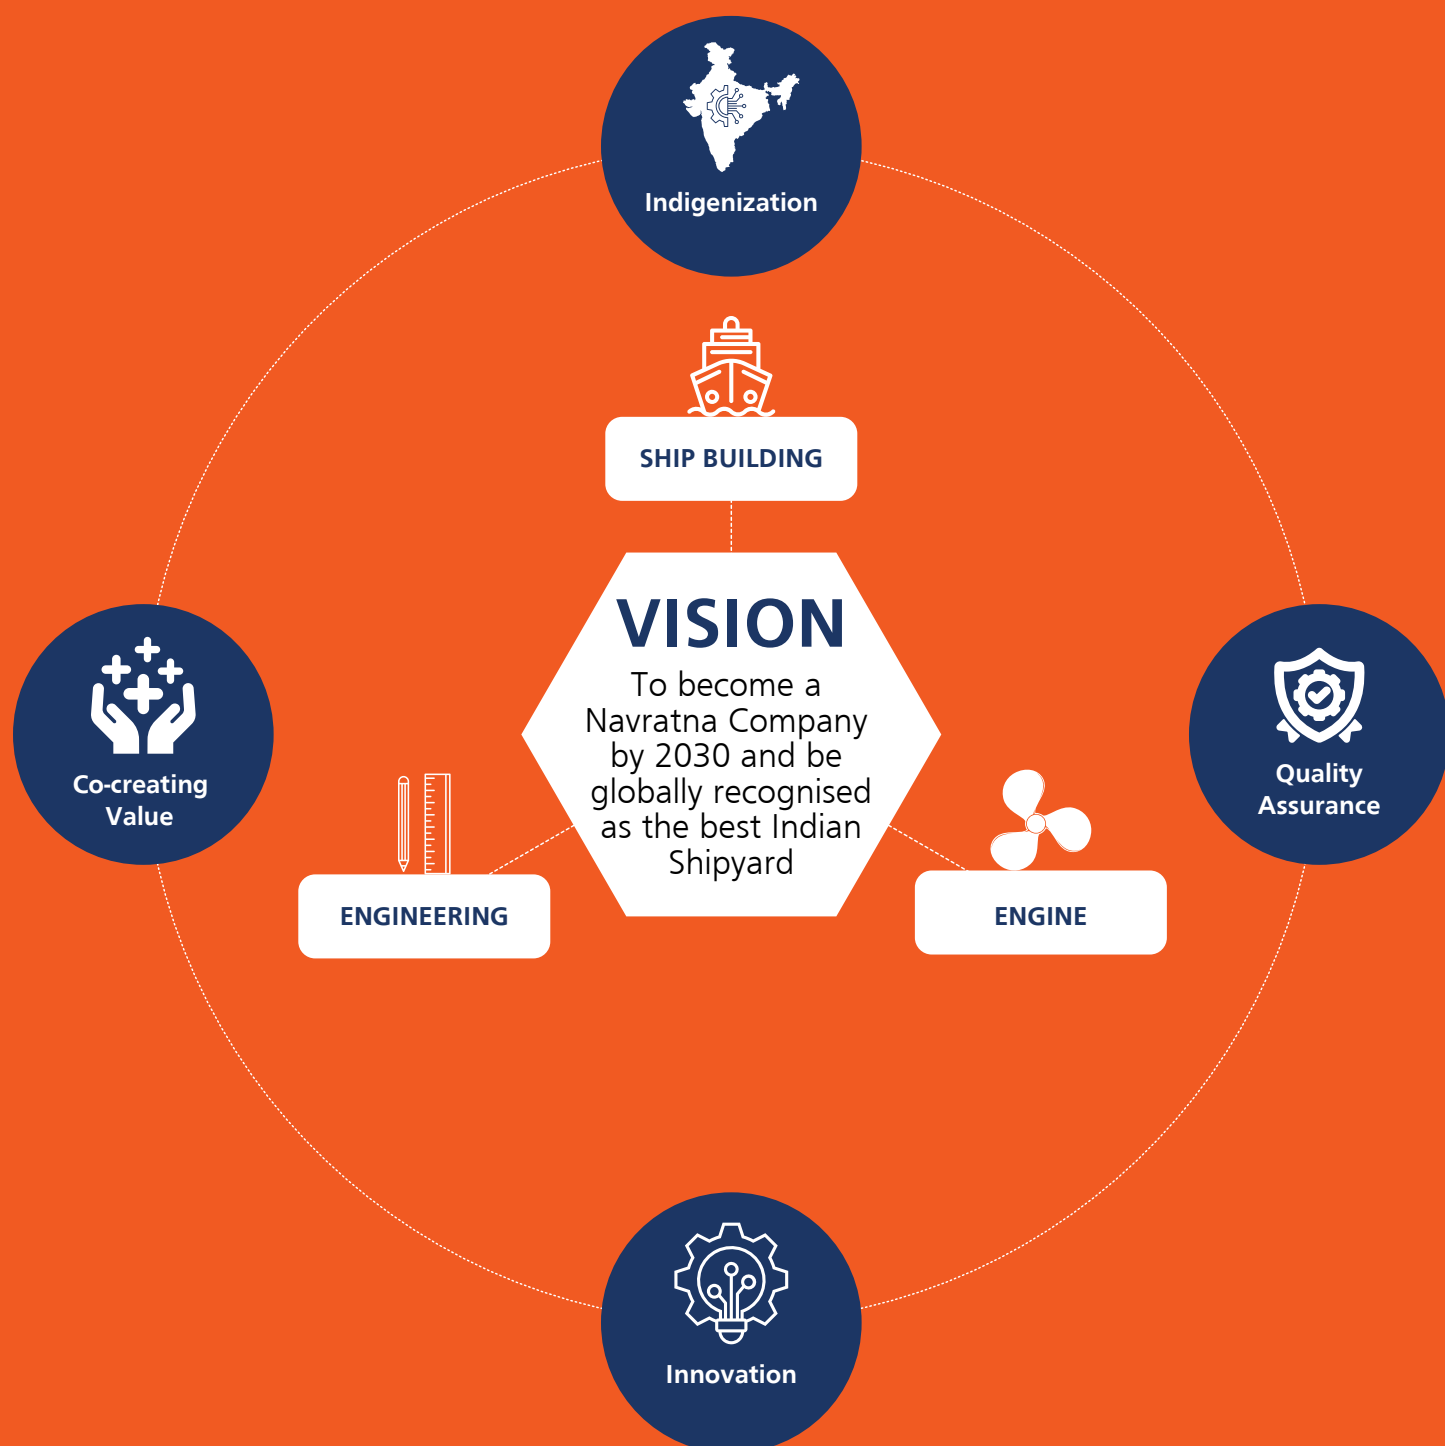 Indigenization
SHIP BUILDING
VISION
To become a
Navratna Company
by 2030 and be
globally recognised
as the best Indian
Shipyard
Co-creating
Value
Quality
Assurance
ENGINEERING
ENGINE
Innovation